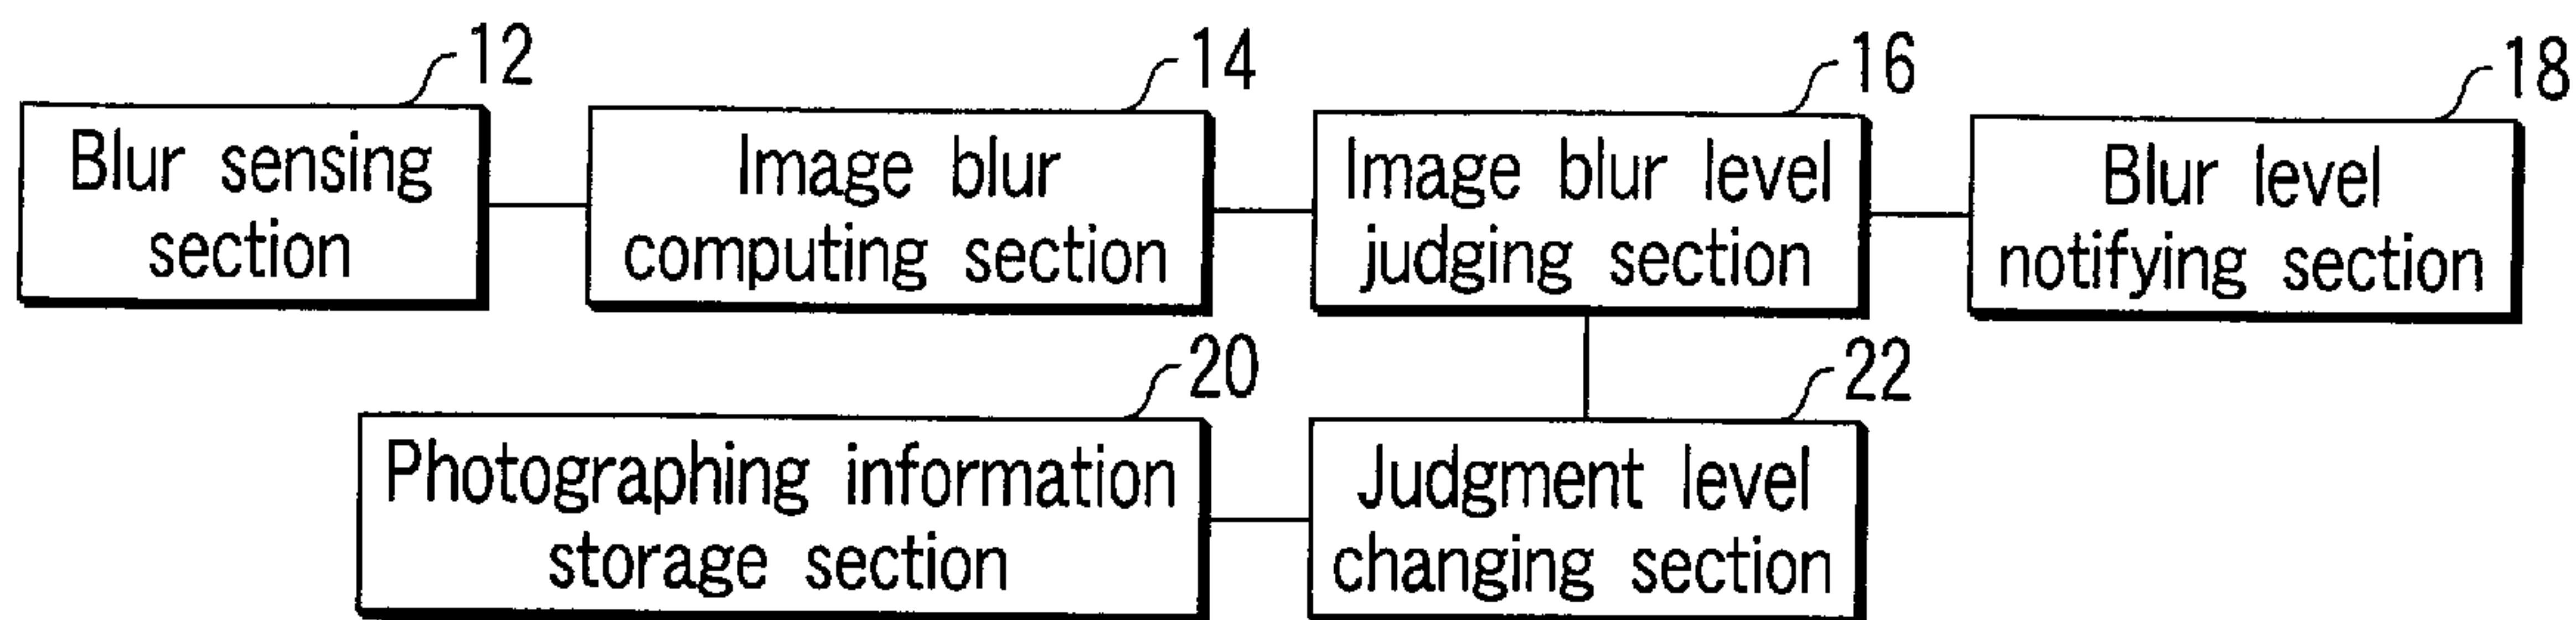 12
Blur sensing
section
14
Image blur
computing section
16
Image blur level
judging section
18
Blur level
notifying section
20
Photographing information
storage section
22
Judgment level
changing section